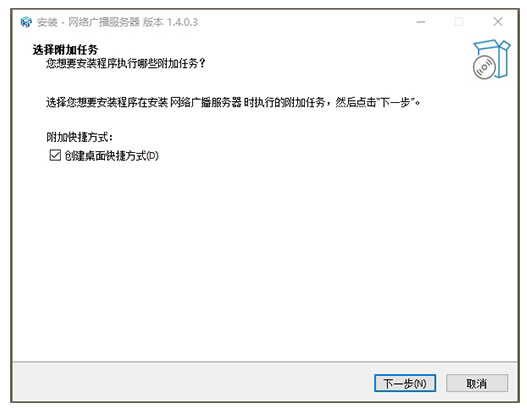 安装 - 网络广播服务器 版本 1.4.0.3
选择附加任务
您想要安装程序执行哪些附加任务？
选择您想要安装程序在安装 网络广播服务器 时执行的附加任务，然后点击“下一步”。
附加快捷方式:
创建桌面快捷方式(D)
下一步(N)
取消